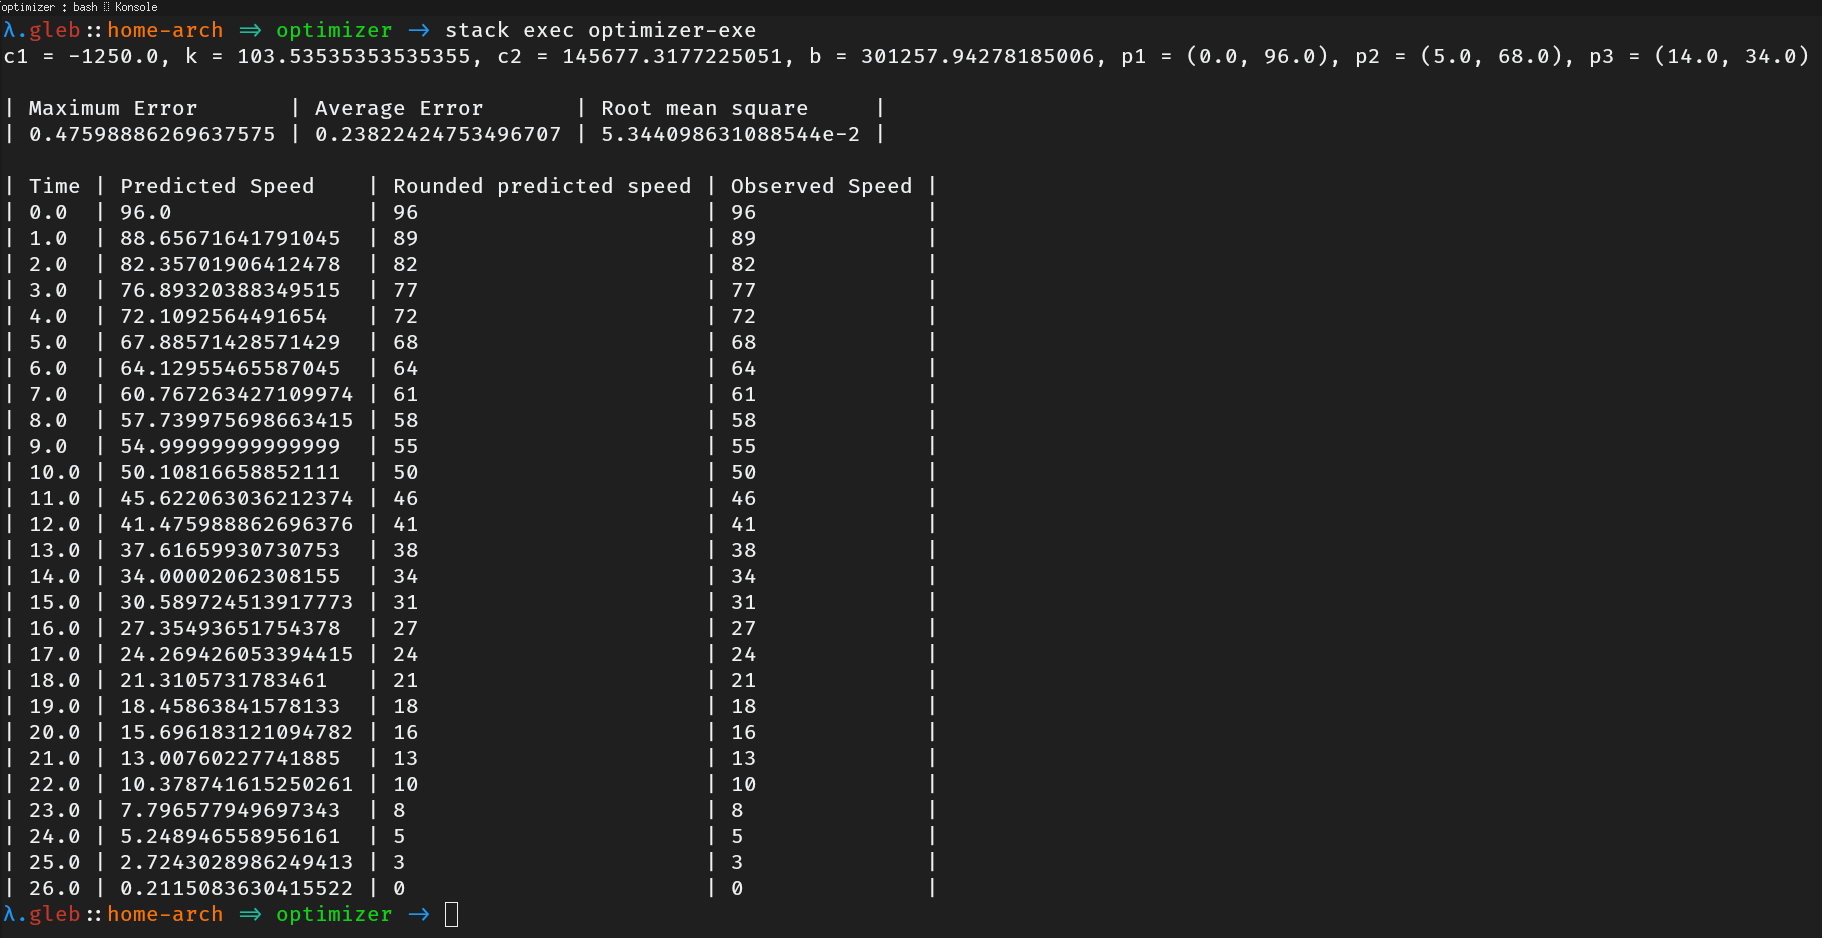 optimizer : bash ▯ Konsole
λ.gleb::home-arch ⇒ optimizer → stack exec optimizer-exe
c1 = -1250.0, k = 103.53535353535355, c2 = 145677.3177225051, b = 301257.94278185006, p1 = (0.0, 96.0), p2 = (5.0, 68.0), p3 = (14.0, 34.0)
| Maximum Error | Average Error | Root mean square |
| 0.47598886269637575 | 0.23822424753496707 | 5.344098631088544e-2 |
| Time | Predicted Speed | Rounded predicted speed | Observed Speed |
| 0.0 | 96.0 | 96 | 96 |
| 1.0 | 88.65671641791045 | 89 | 89 |
| 2.0 | 82.35701906412478 | 82 | 82 |
| 3.0 | 76.89320388349515 | 77 | 77 |
| 4.0 | 72.1092564491654 | 72 | 72 |
| 5.0 | 67.88571428571429 | 68 | 68 |
| 6.0 | 64.12955465587045 | 64 | 64 |
| 7.0 | 60.767263427109974 | 61 | 61 |
| 8.0 | 57.739975698663415 | 58 | 58 |
| 9.0 | 54.99999999999999 | 55 | 55 |
| 10.0 | 50.10816658852111 | 50 | 50 |
| 11.0 | 45.622063036212374 | 46 | 46 |
| 12.0 | 41.475988862696376 | 41 | 41 |
| 13.0 | 37.61659930730753 | 38 | 38 |
| 14.0 | 34.00002062308155 | 34 | 34 |
| 15.0 | 30.589724513917773 | 31 | 31 |
| 16.0 | 27.35493651754378 | 27 | 27 |
| 17.0 | 24.269426053394415 | 24 | 24 |
| 18.0 | 21.3105731783461 | 21 | 21 |
| 19.0 | 18.45863841578133 | 18 | 18 |
| 20.0 | 15.696183121094782 | 16 | 16 |
| 21.0 | 13.00760227741885 | 13 | 13 |
| 22.0 | 10.378741615250261 | 10 | 10 |
| 23.0 | 7.796577949697343 | 8 | 8 |
| 24.0 | 5.248946558956161 | 5 | 5 |
| 25.0 | 2.7243028986249413 | 3 | 3 |
| 26.0 | 0.2115083630415522 | 0 | 0 |
λ.gleb::home-arch ⇒ optimizer →